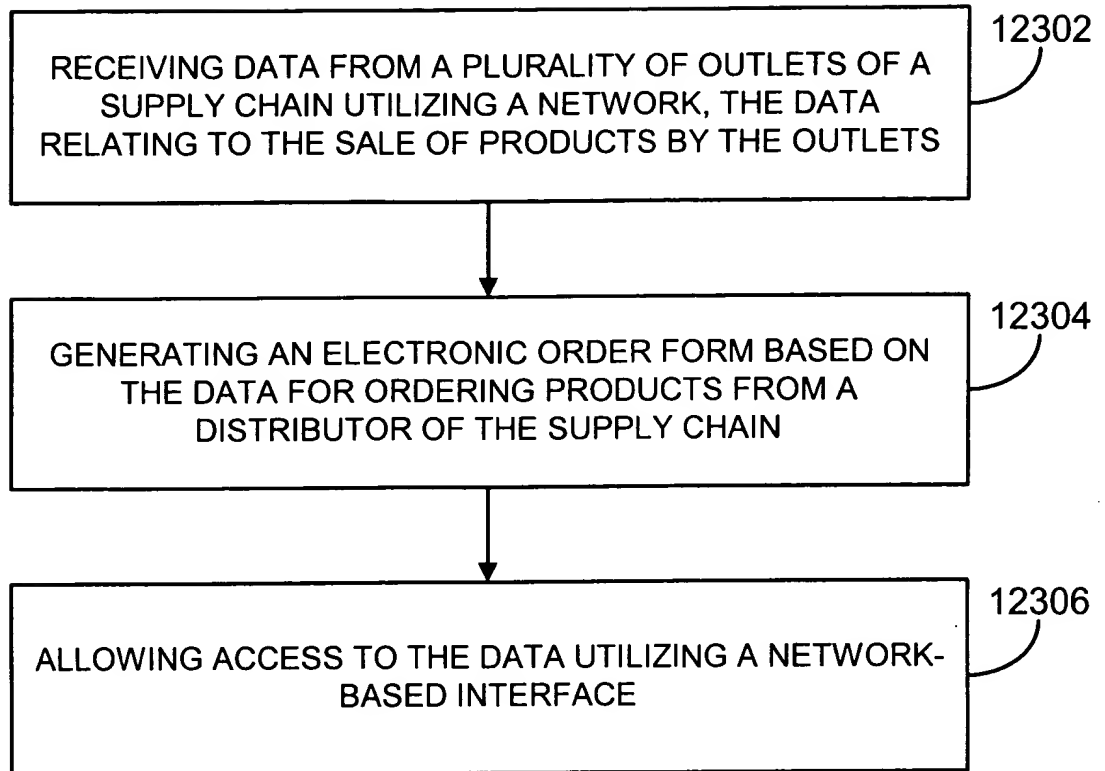 12302
RECEIVING DATA FROM A PLURALITY OF OUTLETS OF A
SUPPLY CHAIN UTILIZING A NETWORK, THE DATA
RELATING TO THE SALE OF PRODUCTS BY THE OUTLETS
12304
GENERATING AN ELECTRONIC ORDER FORM BASED ON
THE DATA FOR ORDERING PRODUCTS FROM A
DISTRIBUTOR OF THE SUPPLY CHAIN
12306
ALLOWING ACCESS TO THE DATA UTILIZING A NETWORK-
BASED INTERFACE